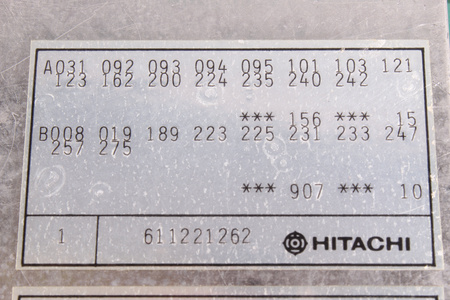 A031 092 093 094 095 101 103 121
123 162 200 224 235 240 242
*** 156 *** 15
B008 019 189 223 225 231 233 247
257 275
*** 907 *** 10
1 611221262 HITACHI